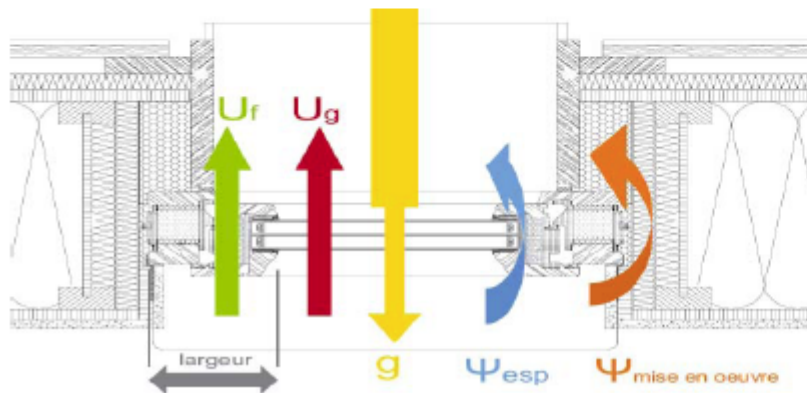 Uf Ug
largeur
g Ψesp Ψmise en oeuvre